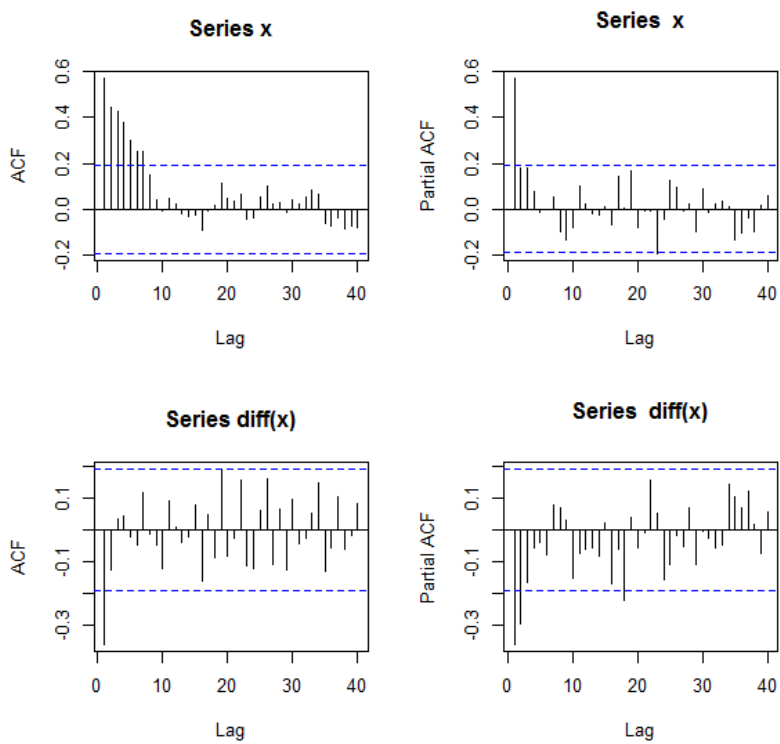 Series x
ACF
0.6
0.4
0.2
0.0
-0.2
0 10 20 30 40
Lag
Series x
Partial ACF
0.6
0.4
0.2
0.0
-0.2
0 10 20 30 40
Lag
Series diff(x)
ACF
0.1
-0.1
-0.3
0 10 20 30 40
Lag
Series diff(x)
Partial ACF
0.1
-0.1
-0.3
0 10 20 30 40
Lag